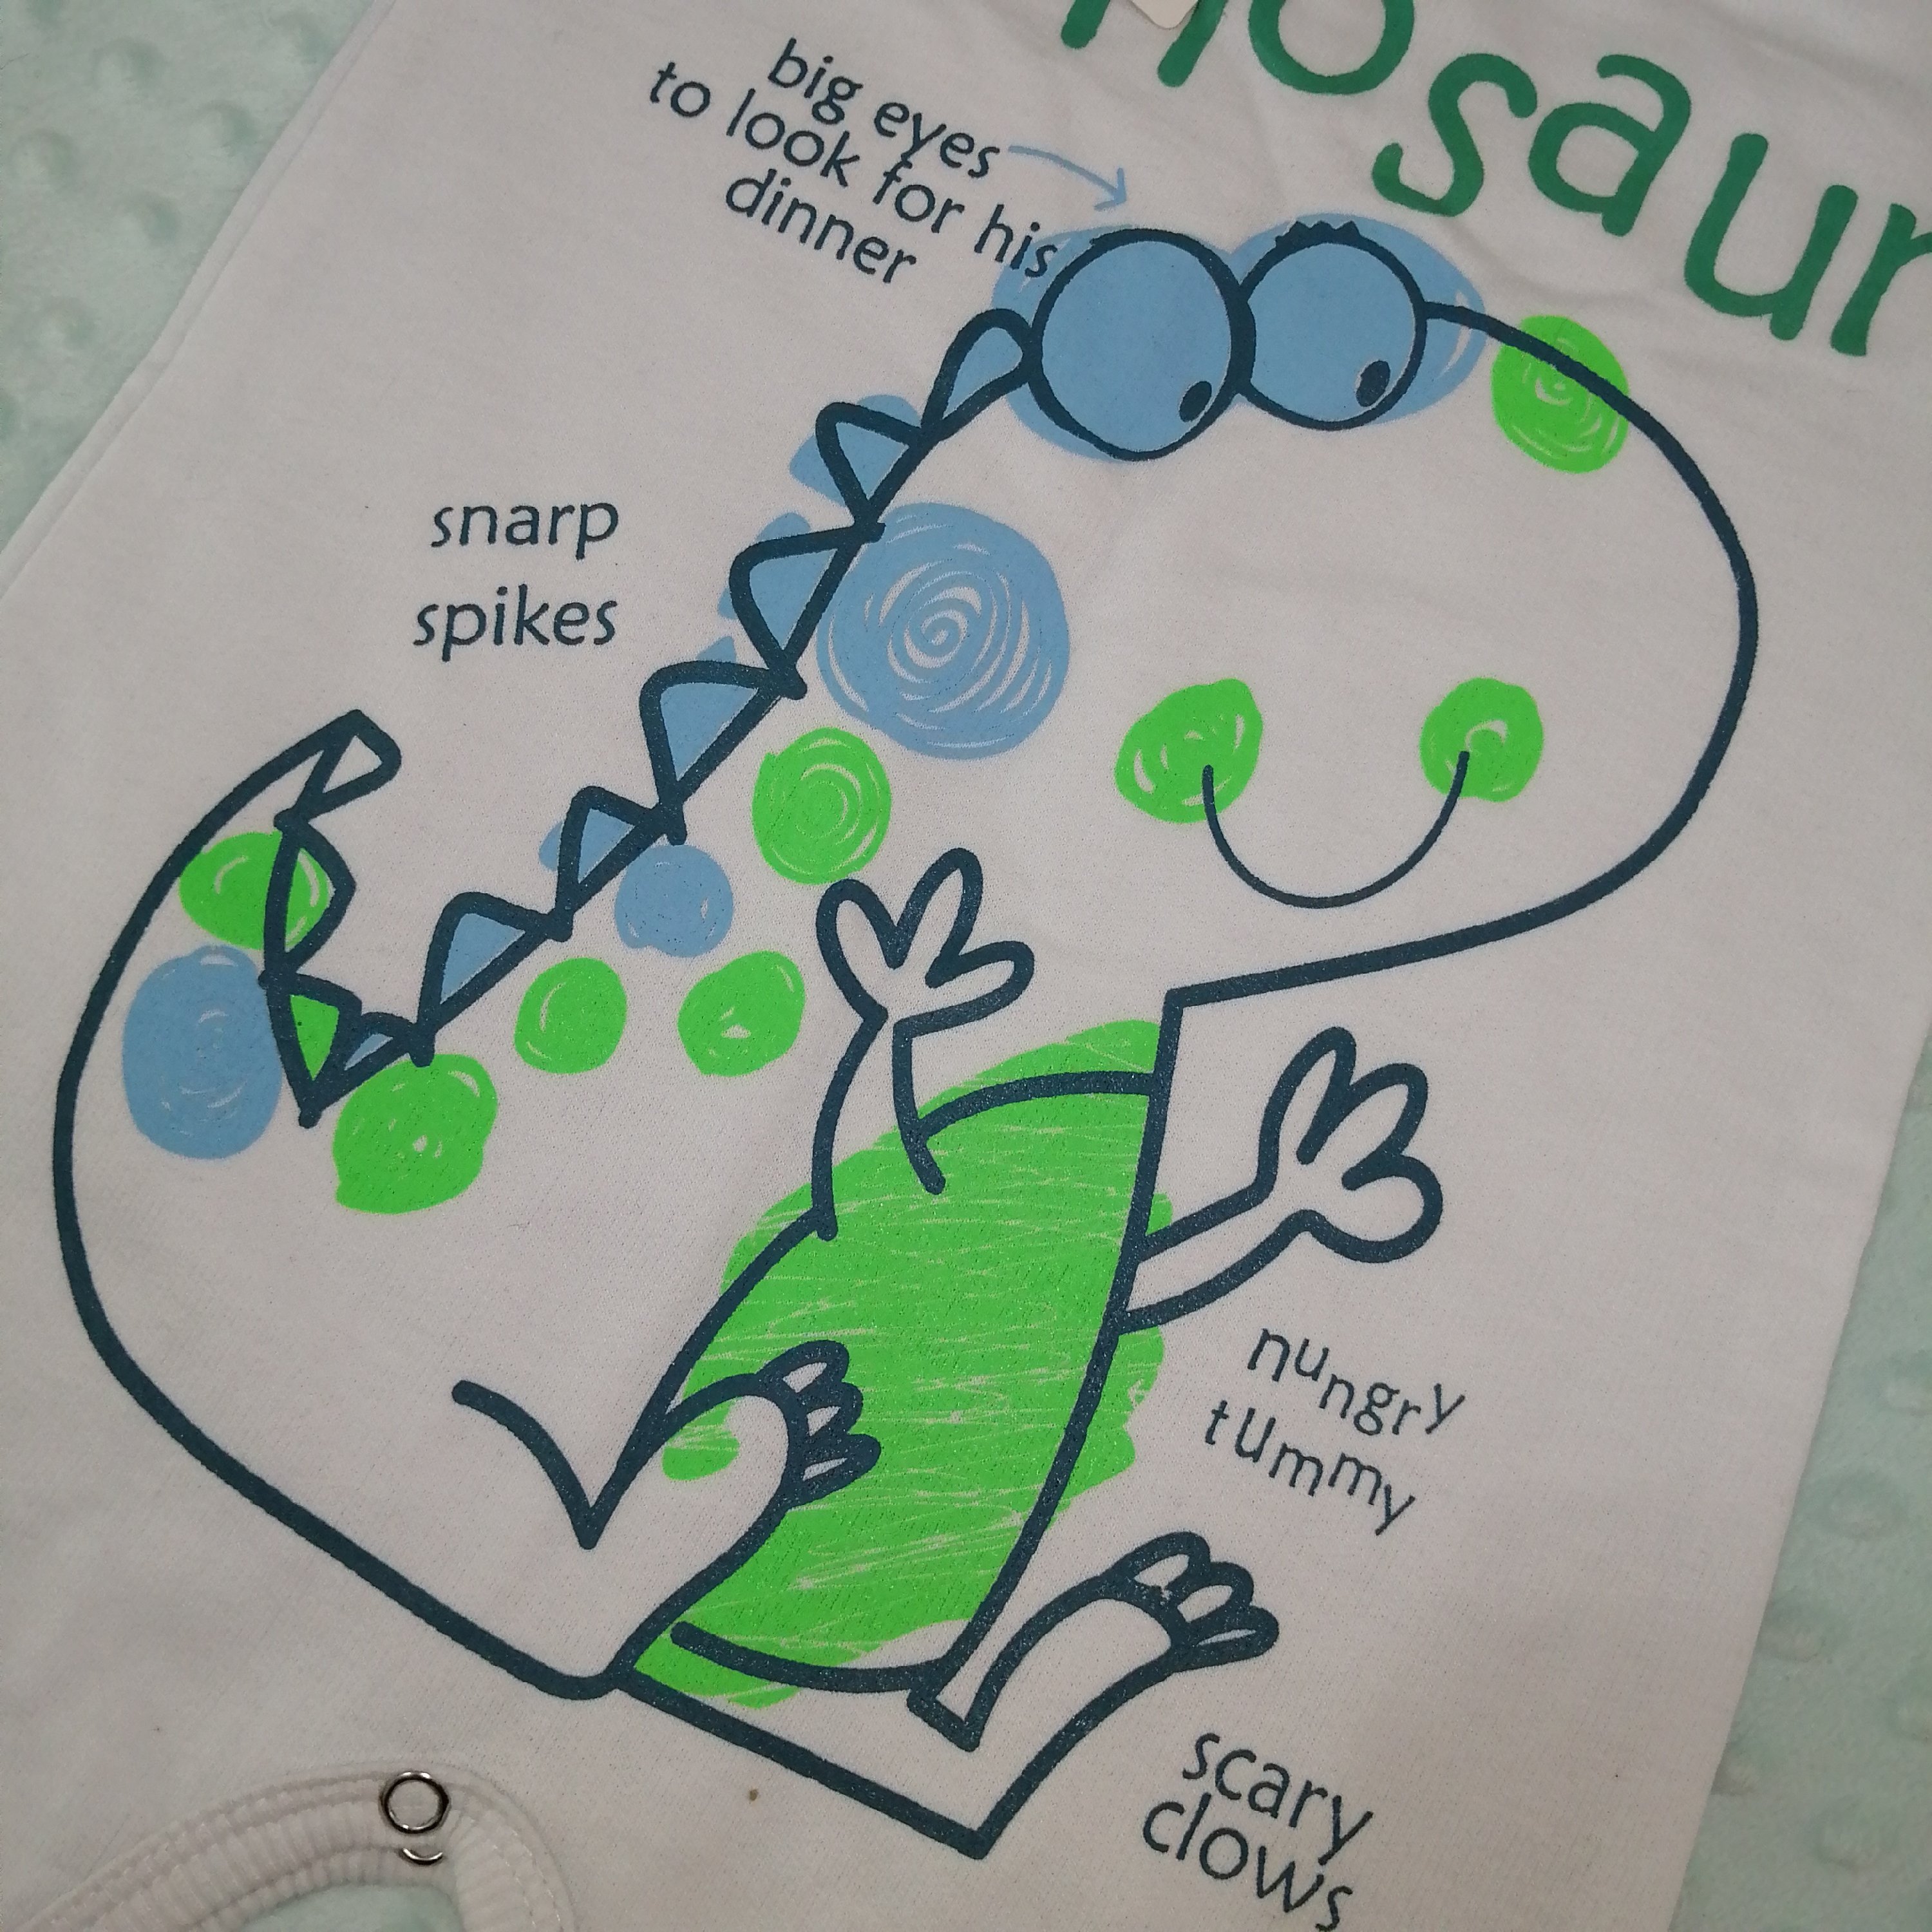 nosaur
big eyes
to look for his
dinner
snarp
spikes
nungry
tummy
scary
clows